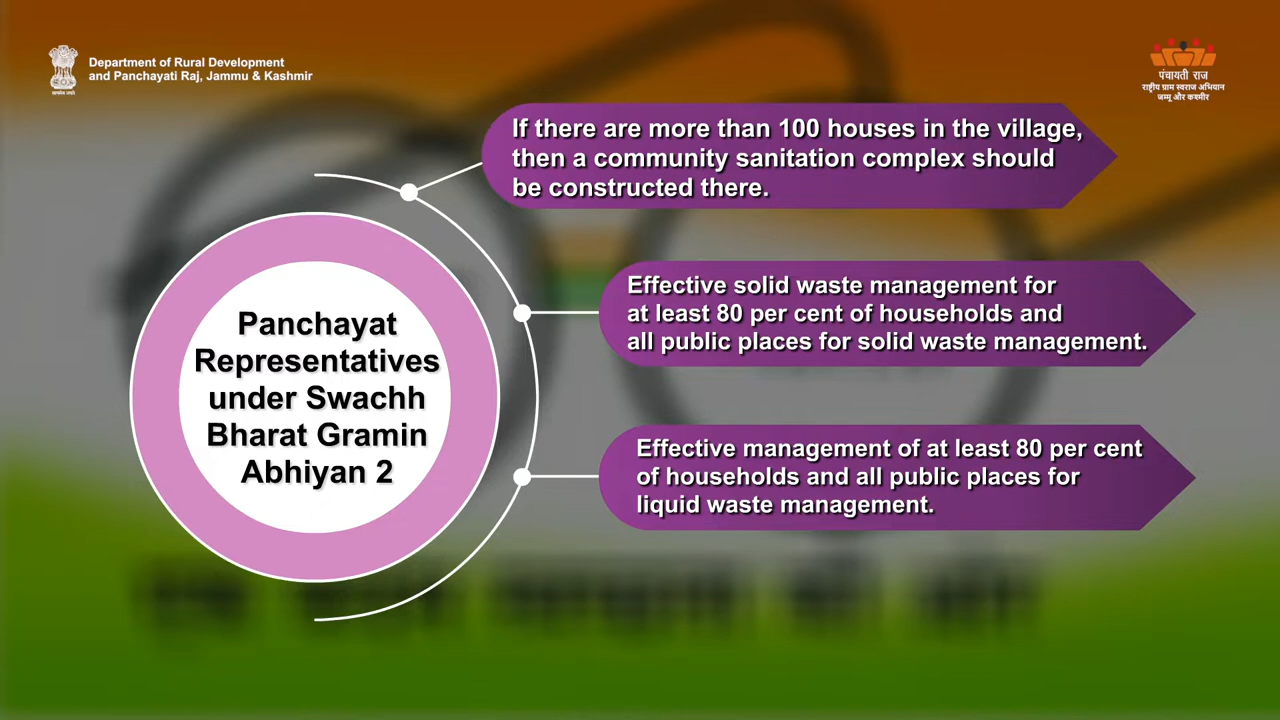 Department of Rural Development
and Panchayati Raj, Jammu & Kashmir
पंचायती राज
राष्ट्रीय ग्राम स्वराज अभियान
जम्मू और कश्मीर
If there are more than 100 houses in the village,
then a community sanitation complex should
be constructed there.
Effective solid waste management for
at least 80 per cent of households and
all public places for solid waste management.
Panchayat
Representatives
under Swachh
Bharat Gramin
Abhiyan 2
Effective management of at least 80 per cent
of households and all public places for
liquid waste management.